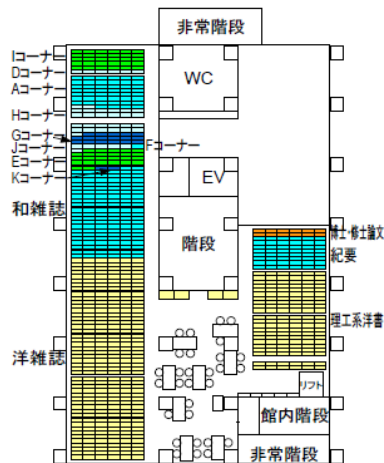 非常階段
Iコーナー
Dコーナー
Aコーナー
WC
Hコーナー
Gコーナー
Jコーナー
Fコーナー
Eコーナー
Kコーナー
EV
和雑誌
階段
博士・修士論文
紀要
理工系洋書
洋雑誌
リフト
館内階段
非常階段